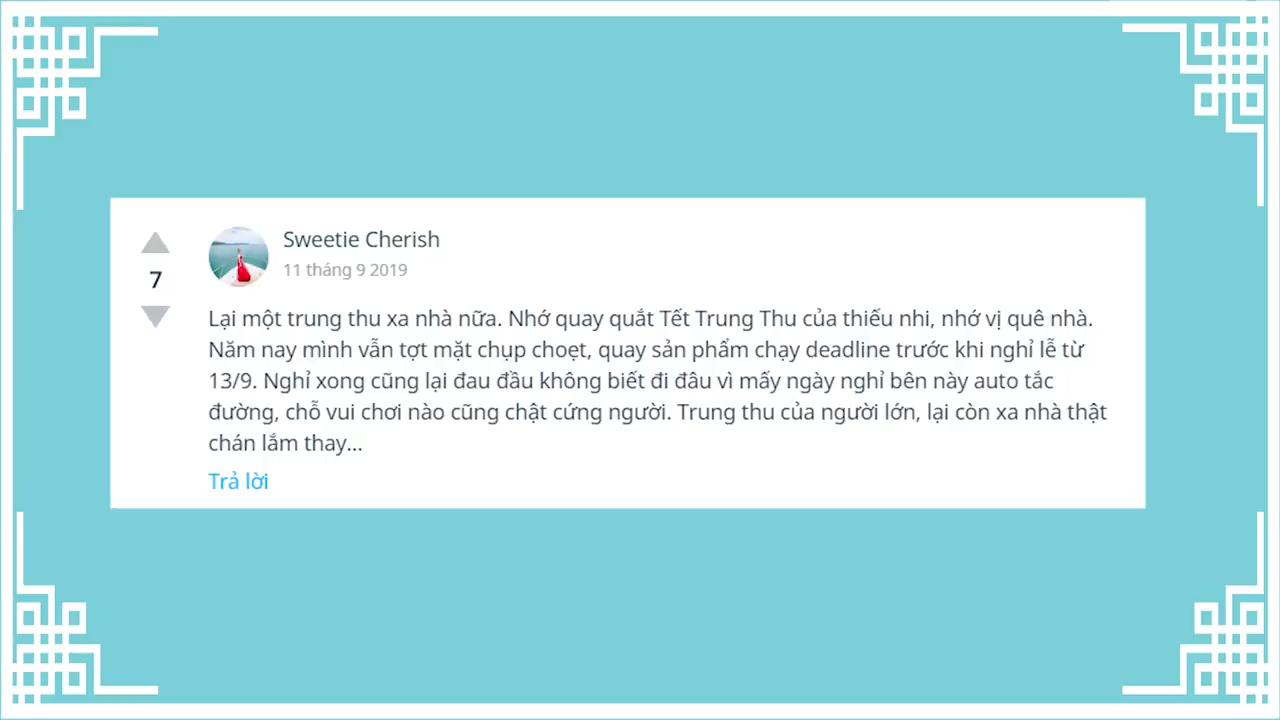 Sweetie Cherish
7
11 tháng 9 2019
Lại một trung thu xa nhà nữa. Nhớ quay quắt Tết Trung Thu của thiếu nhi, nhớ vị quê nhà.
Năm nay mình vẫn tợt mặt chụp choẹt, quay sản phẩm chạy deadline trước khi nghỉ lễ từ
13/9. Nghỉ xong cũng lại đau đầu không biết đi đâu vì mấy ngày nghỉ bên này auto tắc
đường, chỗ vui chơi nào cũng chật cứng người. Trung thu của người lớn, lại còn xa nhà thật
chán lắm thay...
Trả lời